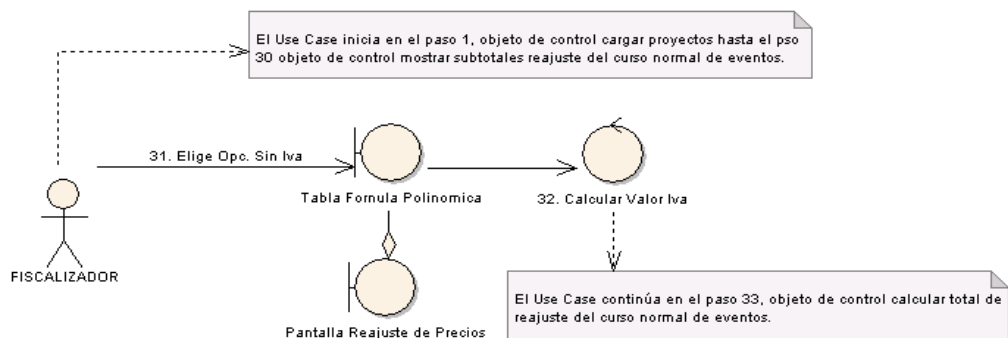 El Use Case inicia en el paso 1, objeto de control cargar proyectos hasta el pso
30 objeto de control mostrar subtotales reajuste del curso normal de eventos.
31. Elige Opc. Sin Iva
Tabla Fornula Polinomica
32. Calcular Valor Iva
FISCALIZADOR
El Use Case continúa en el paso 33, objeto de control calcular total de
reajuste del curso normal de eventos.
Pantalla Reajuste de Precios